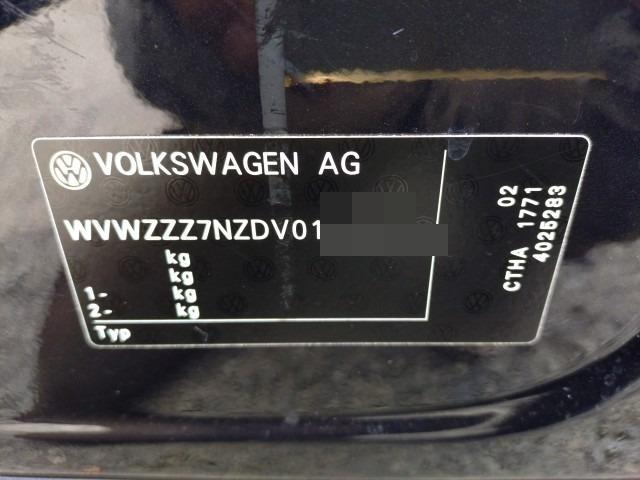 VOLKSWAGEN AG
WVWZZZ7NZDV01
kg
kg
1- kg
2- kg
Typ
02
CTHA 1771
4025283